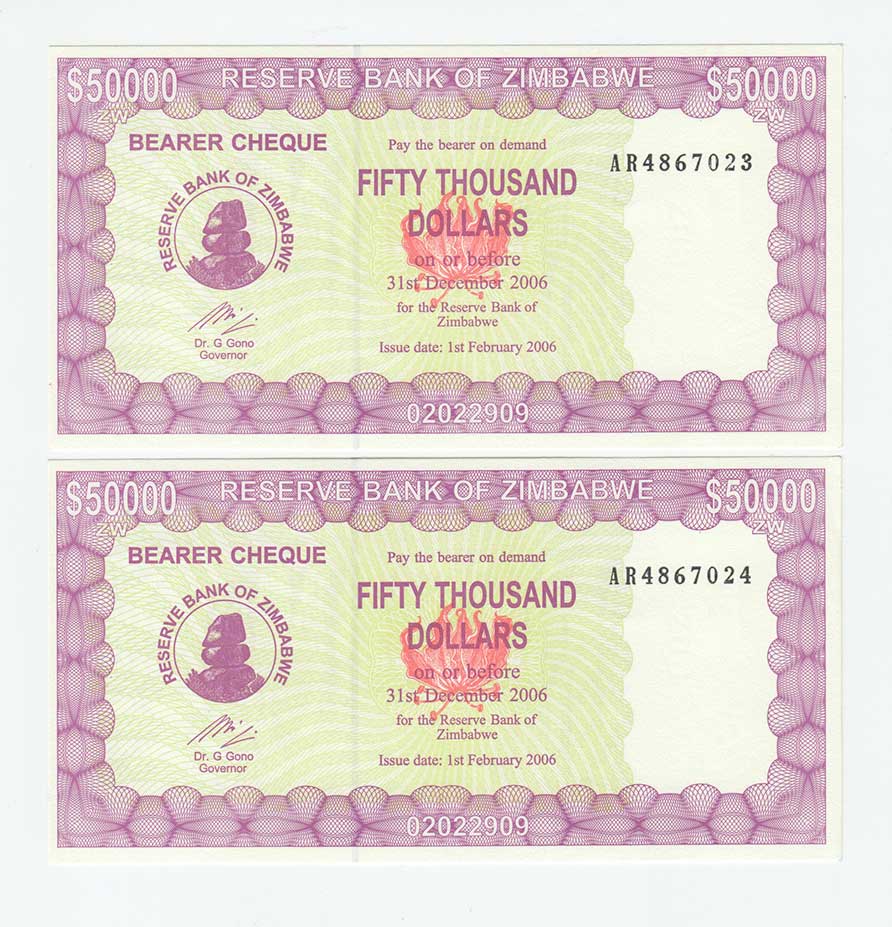 $50000 RESERVE BANK OF ZIMBABWE $50000
ZW ZW
BEARER CHEQUE
Pay the bearer on demand
AR4867023
FIFTY THOUSAND
DOLLARS
RESERVE BANK OF ZIMBABWE
on or before
31st December 2006
for the Reserve Bank of
Zimbabwe
Dr. G Gono
Governor
Issue date: 1st February 2006
02022909
$50000 RESERVE BANK OF ZIMBABWE $50000
ZW ZW
BEARER CHEQUE
Pay the bearer on demand
AR4867024
FIFTY THOUSAND
DOLLARS
RESERVE BANK OF ZIMBABWE
on or before
31st December 2006
for the Reserve Bank of
Zimbabwe
Dr. G Gono
Governor
Issue date: 1st February 2006
02022909